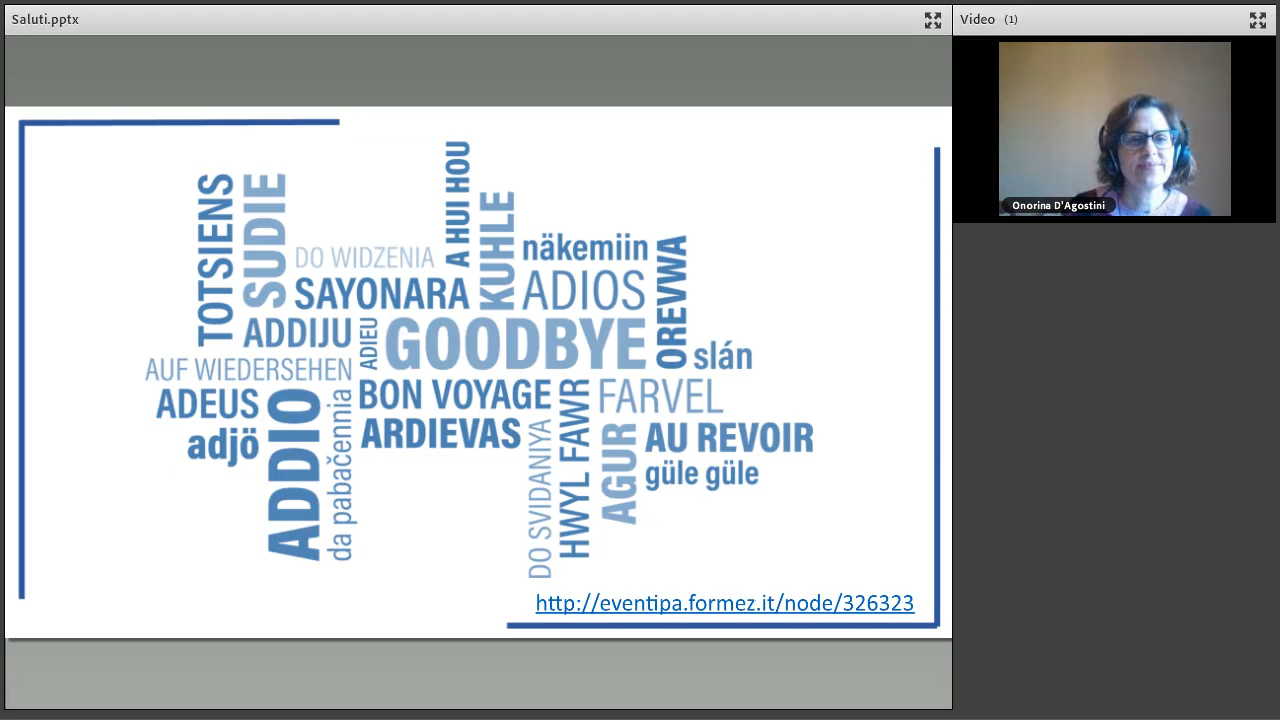 Saluti.pptx
Video (1)
Onorina D'Agostini
TOTSIENS
SUDIE
DO WIDZENIA
A HUI HOU
KUHLE
näkemiin
OREVWA
SAYONARA
ADIOS
ADDIJU
ADIEU
GOODBYE
slán
AUF WIEDERSEHEN
BON VOYAGE
FARVEL
ADEUS
ADDIO
da pabačennia
ARDIEVAS
DO SVIDANIYA
HWYL FAWR
AGUR
AU REVOIR
adjö
güle güle
http://eventipa.formez.it/node/326323